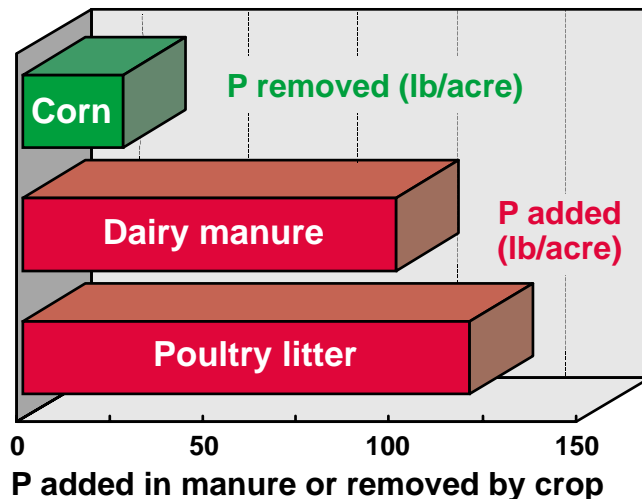 Corn
P removed (lb/acre)
Dairy manure
P added
(lb/acre)
Poultry litter
0 50 100 150
P added in manure or removed by crop